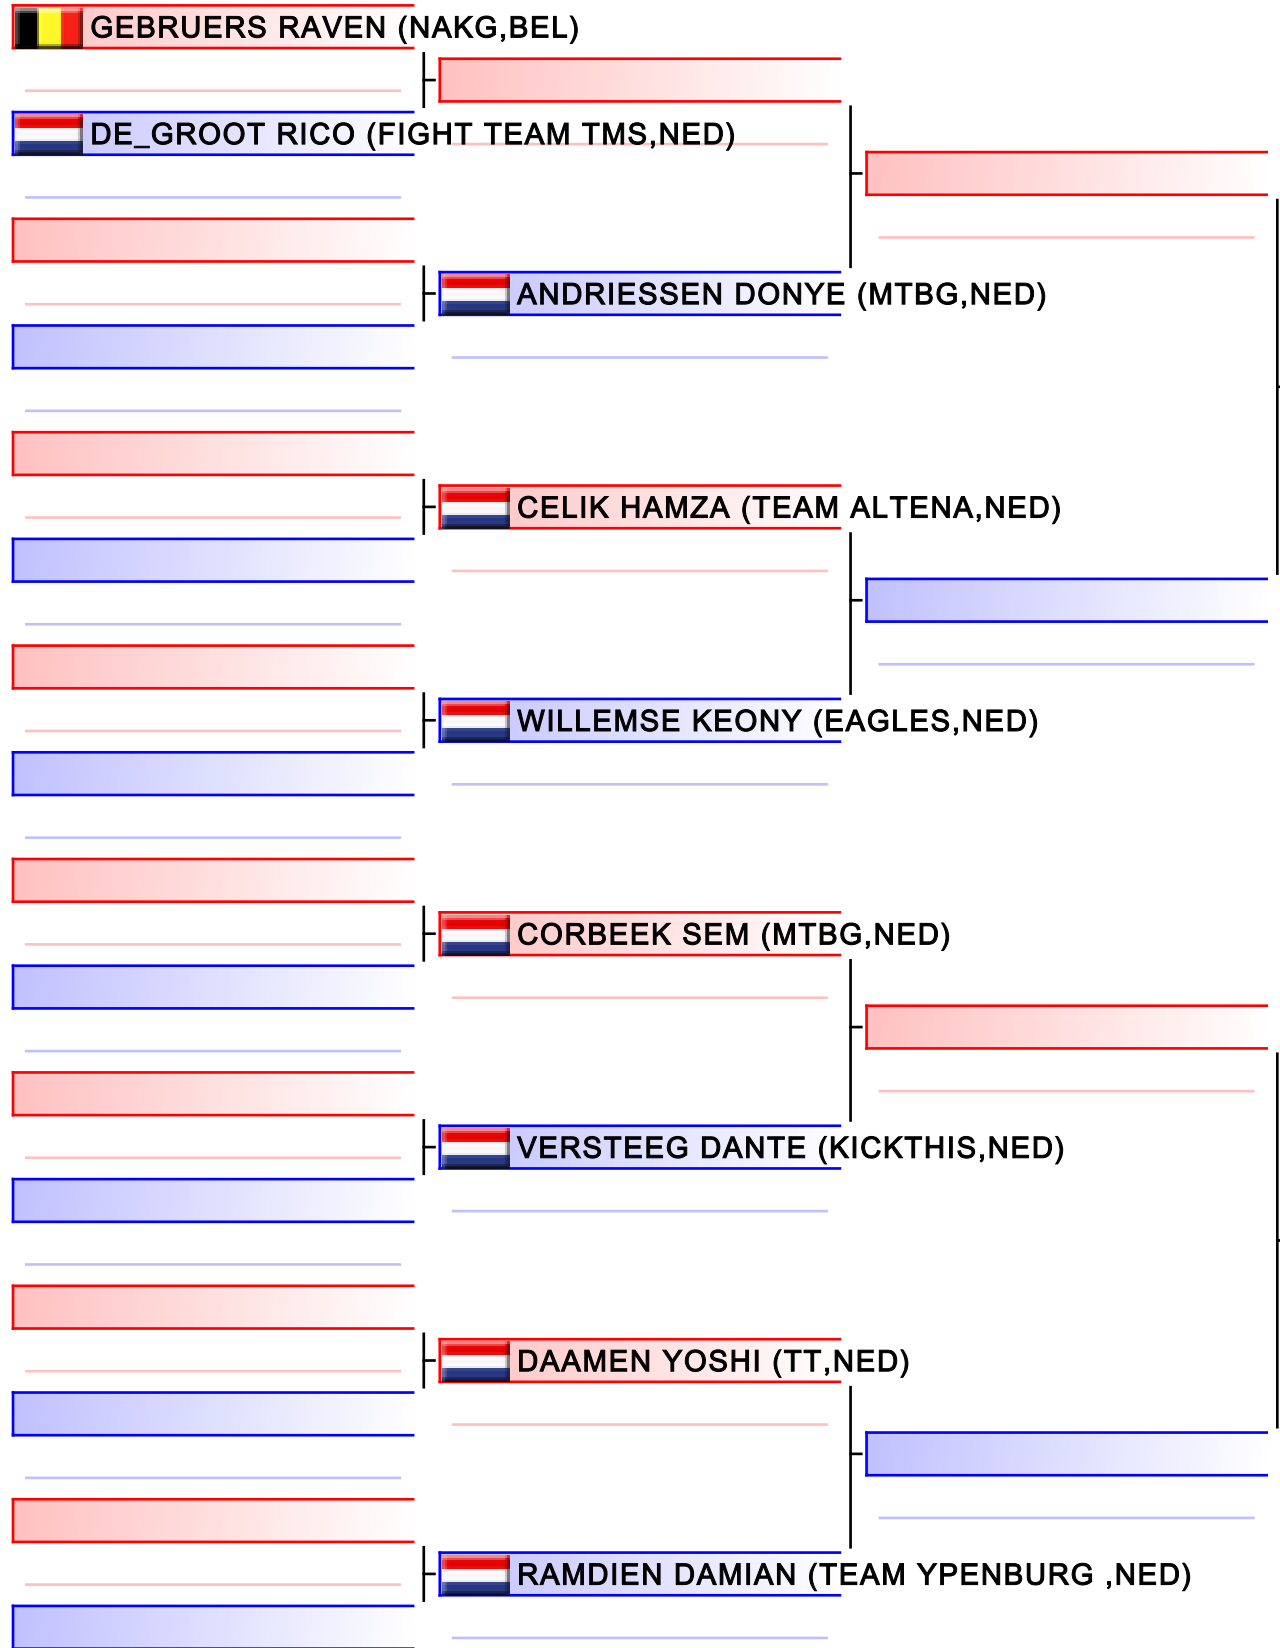 GEBRUERS RAVEN (NAKG,BEL)
DE_GROOT RICO (FIGHT TEAM TMS,NED)
ANDRIESSEN DONYE (MTBG,NED)
CELIK HAMZA (TEAM ALTENA,NED)
WILLEMSE KEONY (EAGLES,NED)
CORBEEK SEM (MTBG,NED)
VERSTEEG DANTE (KICKTHIS,NED)
DAAMEN YOSHI (TT,NED)
RAMDIEN DAMIAN (TEAM YPENBURG ,NED)